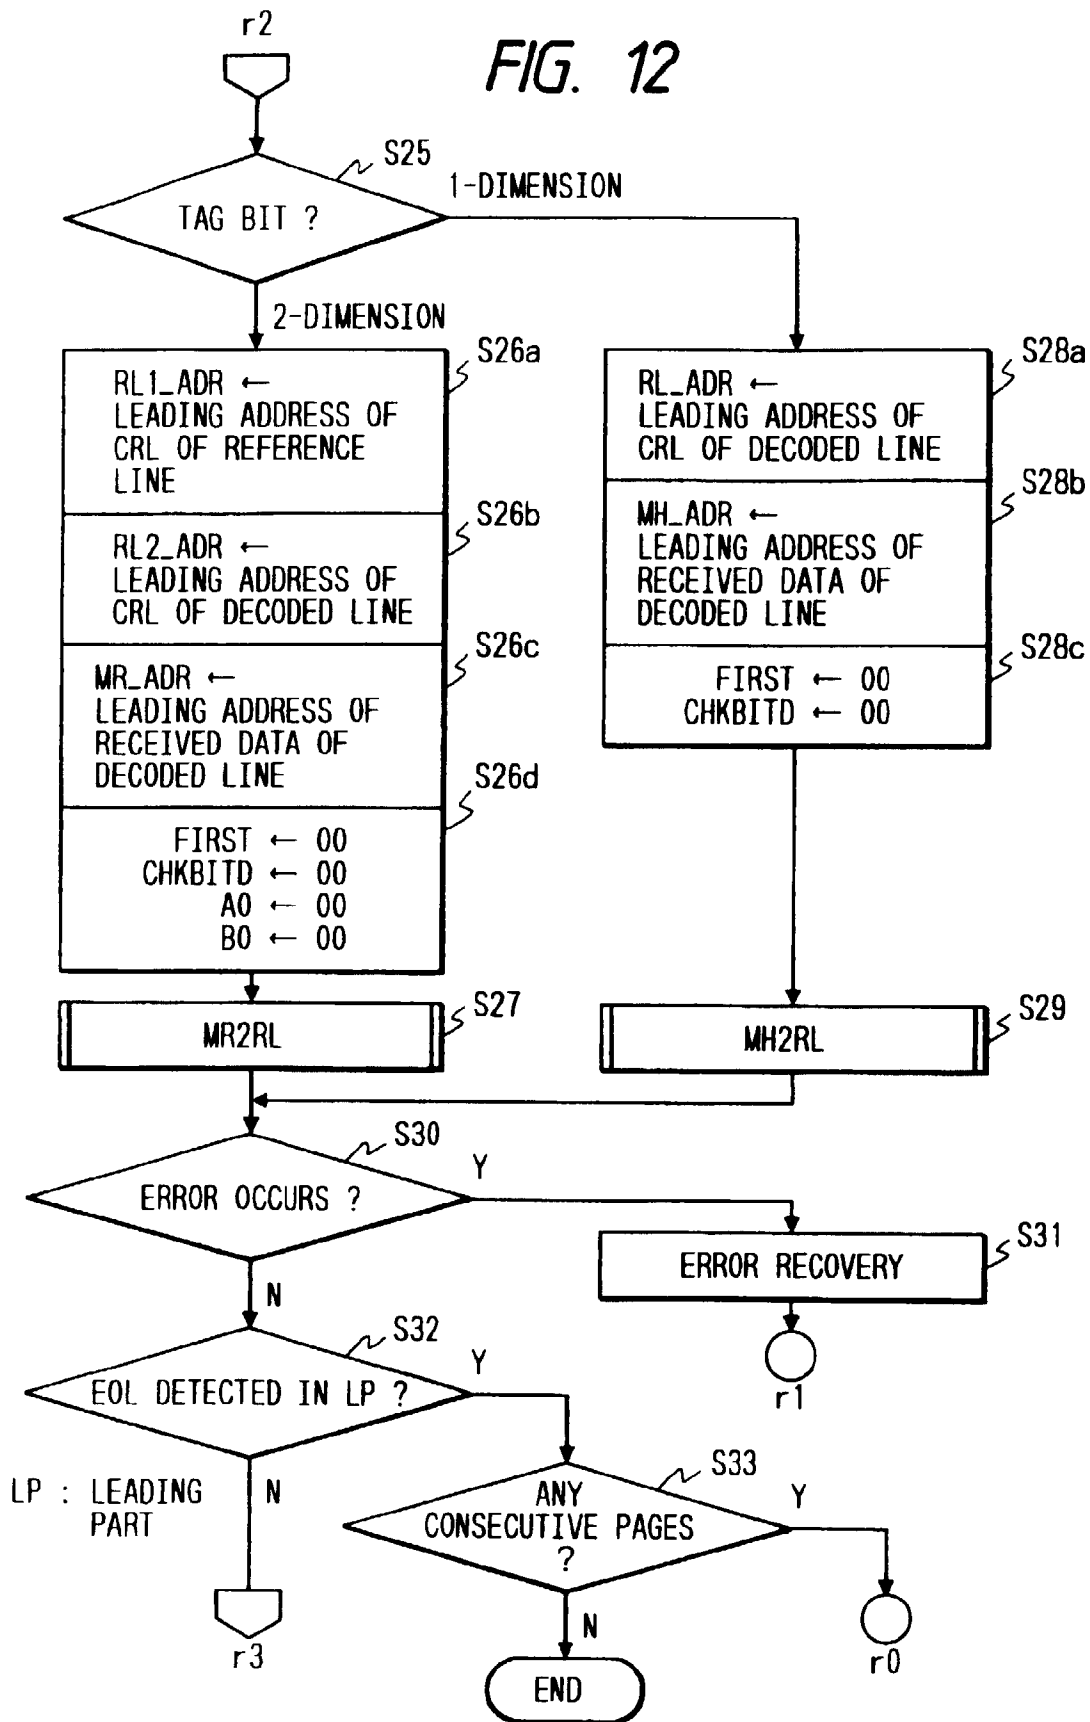 r2
FIG. 12
S25
1-DIMENSION
TAG BIT ?
2-DIMENSION
S26a
RL1_ADR ←
LEADING ADDRESS OF
CRL OF REFERENCE
LINE
S26b
RL2_ADR ←
LEADING ADDRESS OF
CRL OF DECODED LINE
S26c
MR_ADR ←
LEADING ADDRESS OF
RECEIVED DATA OF
DECODED LINE
S26d
FIRST ← 00
CHKBITD ← 00
A0 ← 00
B0 ← 00
S28a
RL_ADR ←
LEADING ADDRESS OF
CRL OF DECODED LINE
S28b
MH_ADR ←
LEADING ADDRESS OF
RECEIVED DATA OF
DECODED LINE
S28c
FIRST ← 00
CHKBITD ← 00
S27
MR2RL
S29
MH2RL
S30
Y
ERROR OCCURS ?
N
S31
ERROR RECOVERY
r1
S32
Y
EOL DETECTED IN LP ?
N
LP : LEADING
PART
S33
Y
ANY
CONSECUTIVE PAGES
?
N
r3
r0
END